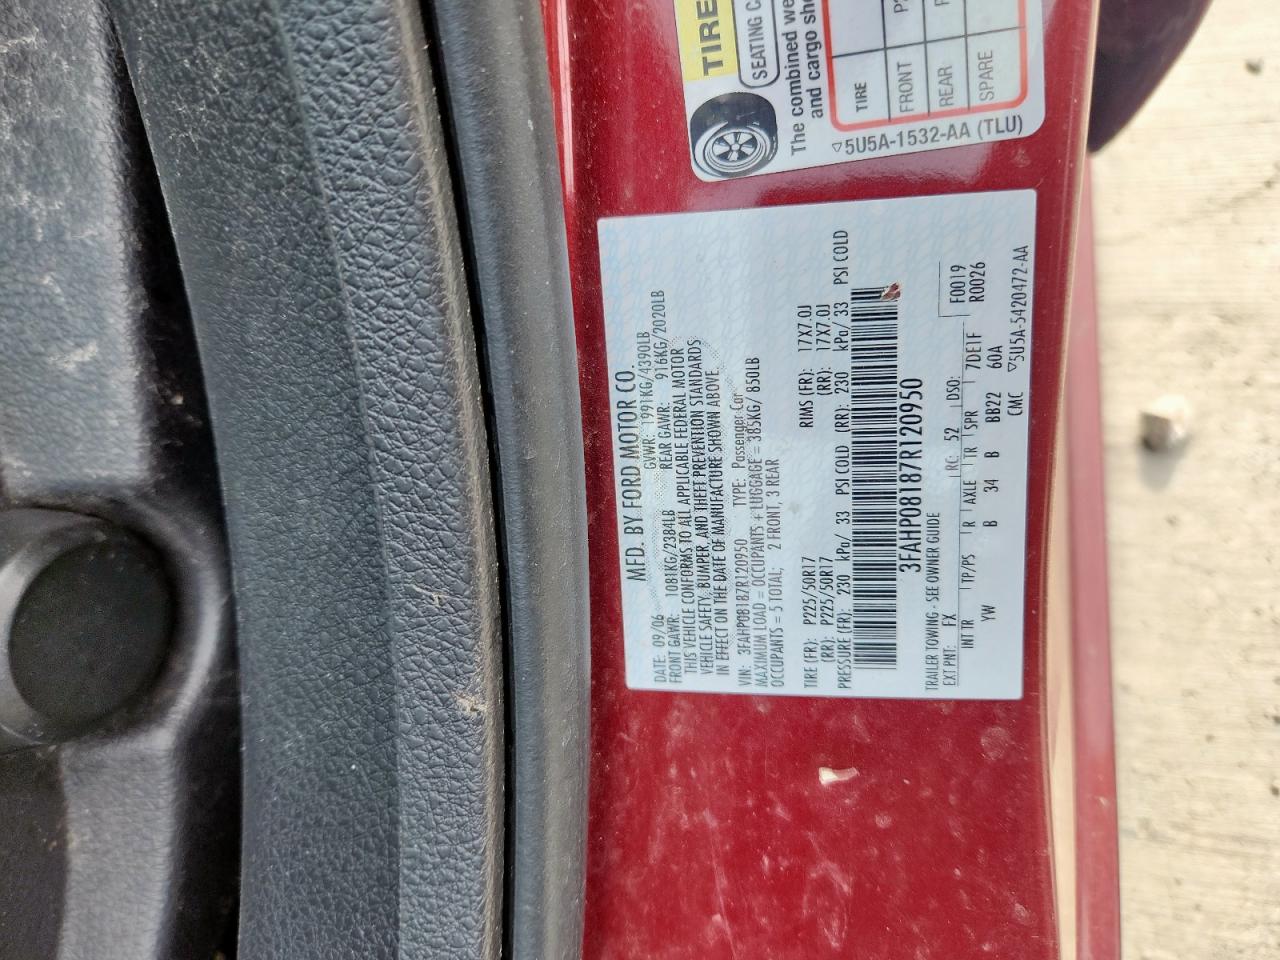 TIRE
SEATING CA
The combined we
and cargo sho
TIRE
FRONT
REAR
SPARE
5U5A-1532-AA (TLU)
MFD. BY FORD MOTOR CO.
DATE: 09/06 GVWR: 1991KG/4390LB
FRONT GAWR: 1081KG/2384LB REAR GAWR: 916KG/2020LB
THIS VEHICLE CONFORMS TO ALL APPLICABLE FEDERAL MOTOR
VEHICLE SAFETY, BUMPER, AND THEFT PREVENTION STANDARDS
IN EFFECT ON THE DATE OF MANUFACTURE SHOWN ABOVE.
VIN: 3FAHP08187R120950 TYPE: Passenger Car
MAXIMUM LOAD = OCCUPANTS + LUGGAGE = 385KG/ 850LB
OCCUPANTS = 5 TOTAL; 2 FRONT, 3 REAR
TIRE (FR): P225/50R17 RIMS (FR): 17X7.0J
(RR): P225/50R17 (RR): 17X7.0J
PRESSURE (FR): 230 kPa/ 33 PSI COLD (RR): 230 kPa/ 33 PSI COLD
3FAHP08187R120950
TRAILER TOWING - SEE OWNER GUIDE F0019
EXT PNT: FX RC: 52 DSO: R0026
INT TR TP/PS R AXLE TR SPR 7DE1F
YW B 34 B BB22 60A
CMC 5U5A-5420472-AA